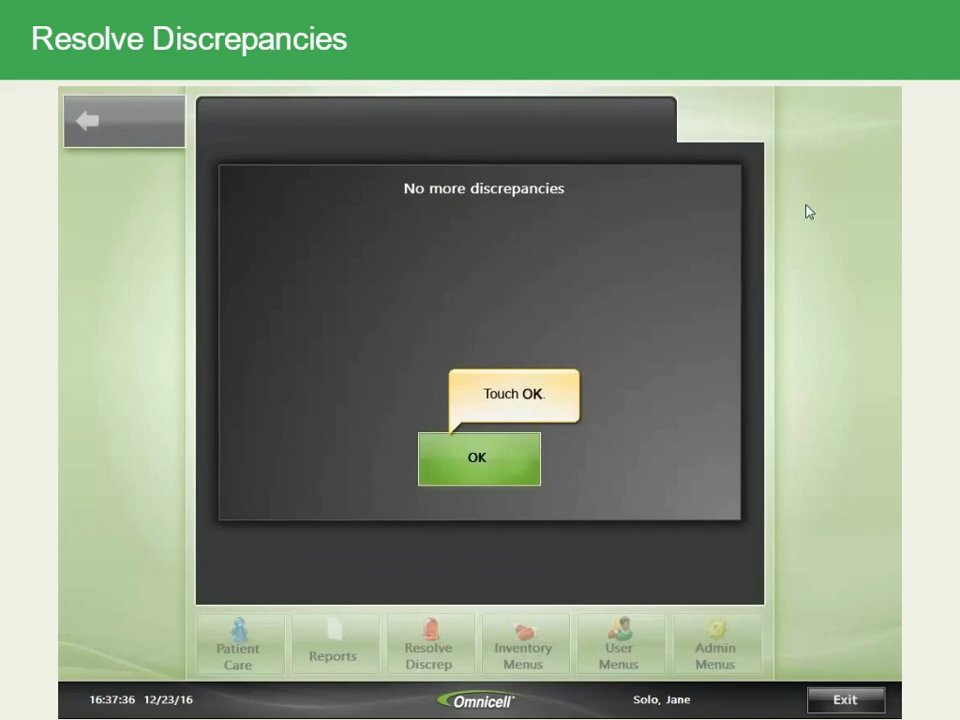 Resolve Discrepancies
No more discrepancies
Touch OK.
OK
Patient
Care
Reports
Resolve
Discrep
Inventory
Menus
User
Menus
Admin
Menus
16:37:36 12/23/16
Omnicell
Solo, Jane
Exit